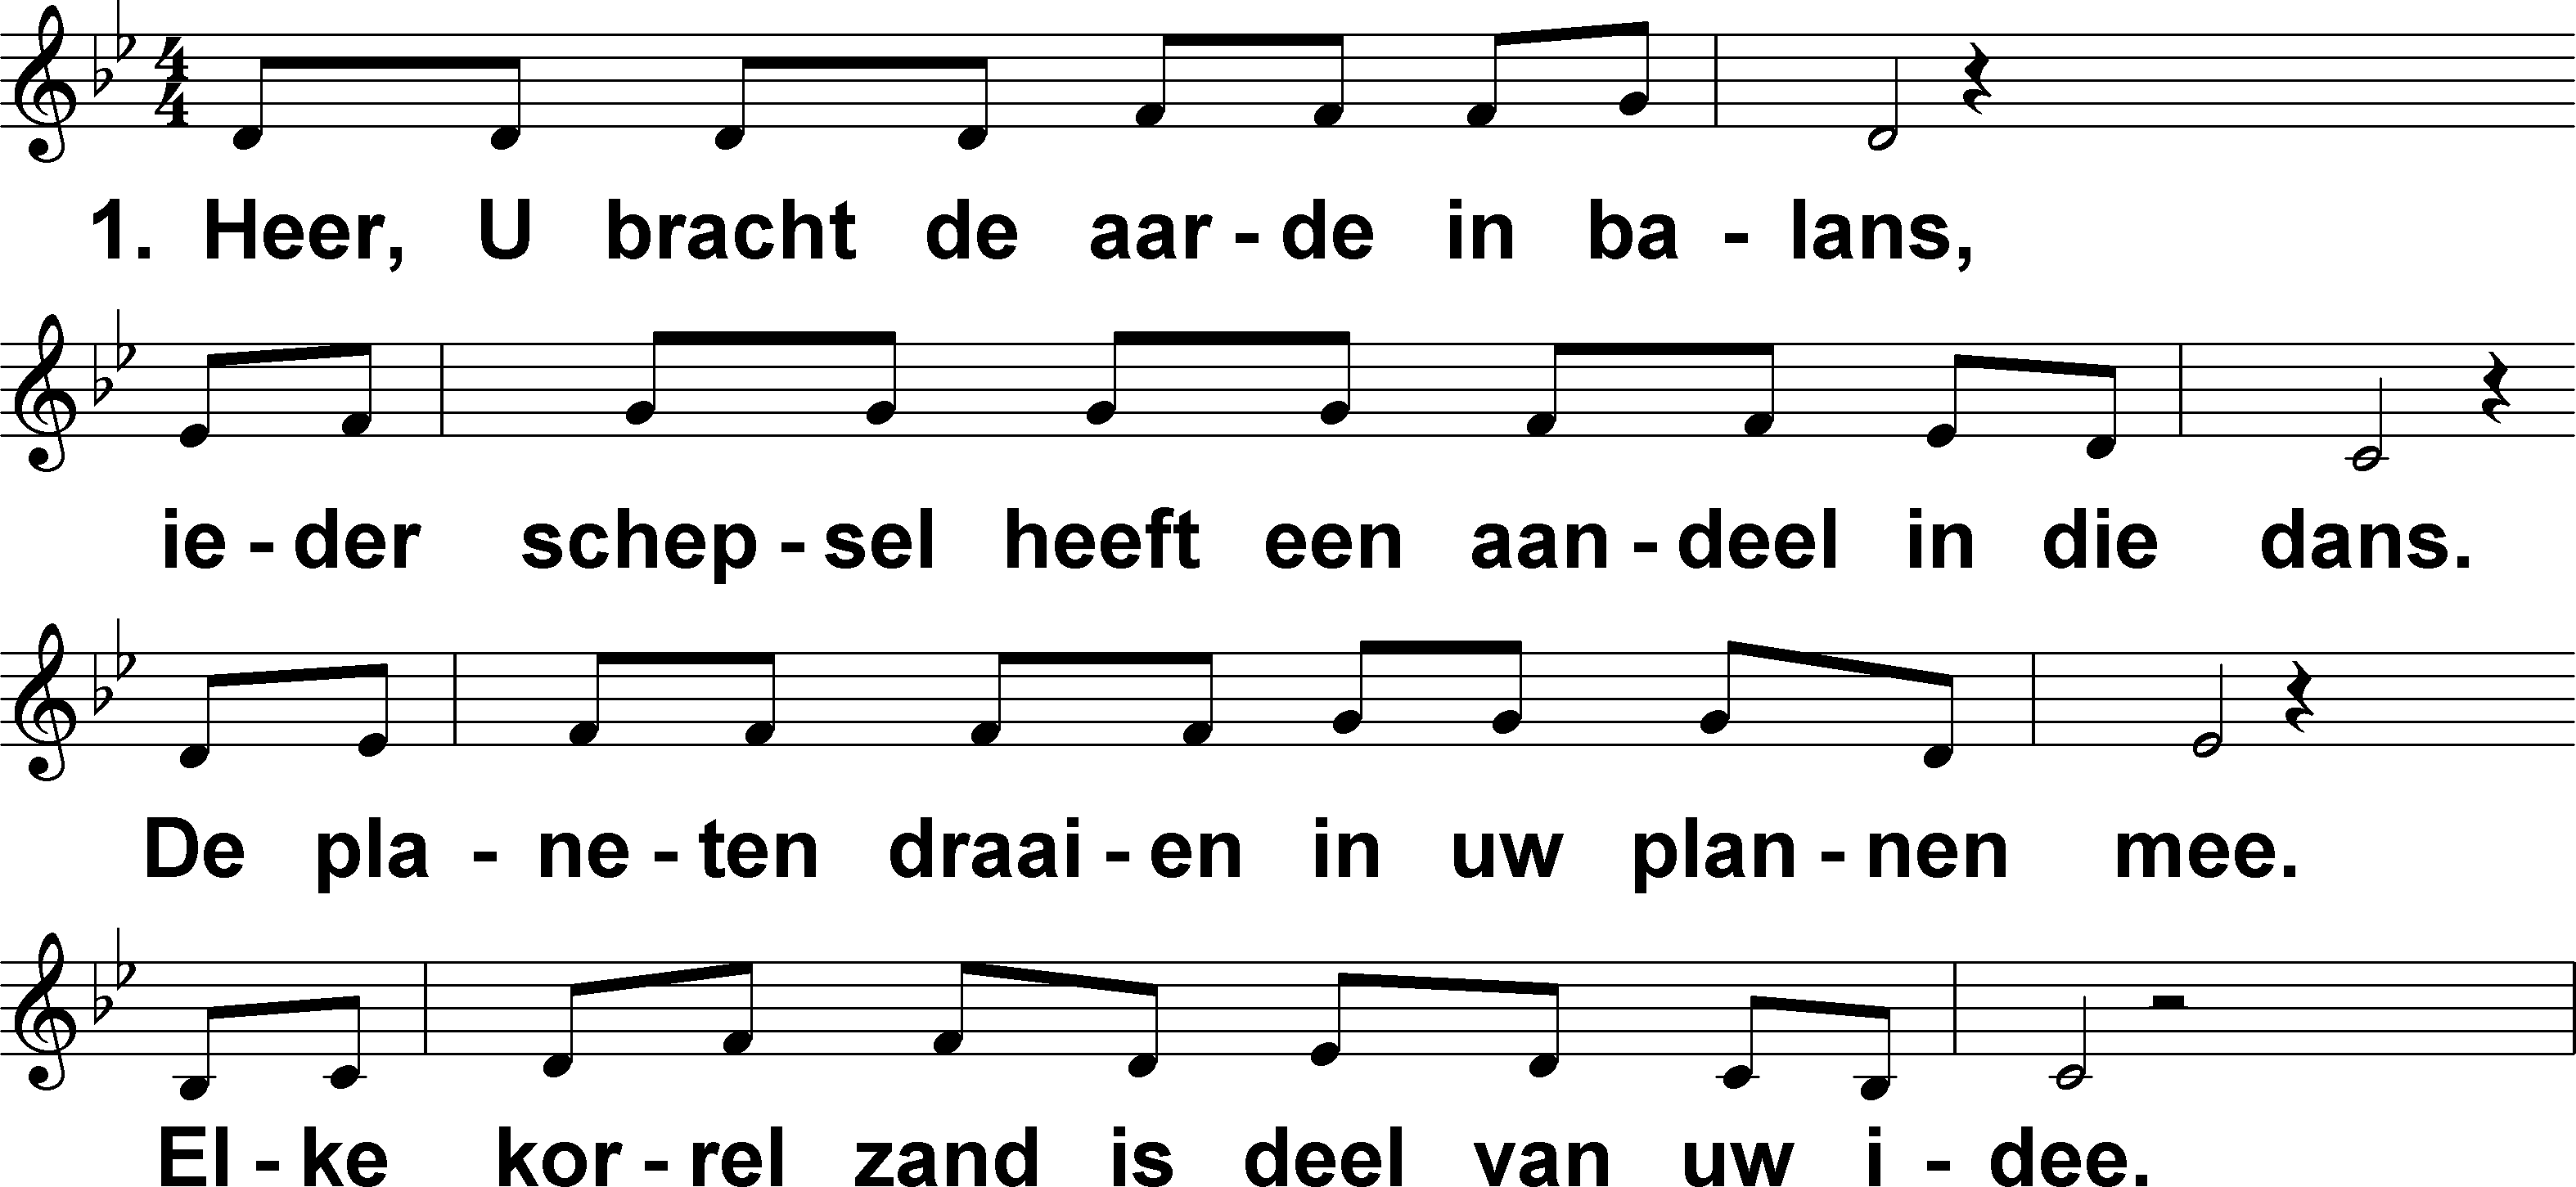 1. Heer, U bracht de aar - de in ba - lans,
ie - der schep - sel heeft een aan - deel in die dans.
De pla - ne - ten draai - en in uw plan - nen mee.
El - ke kor - rel zand is deel van uw i - dee.